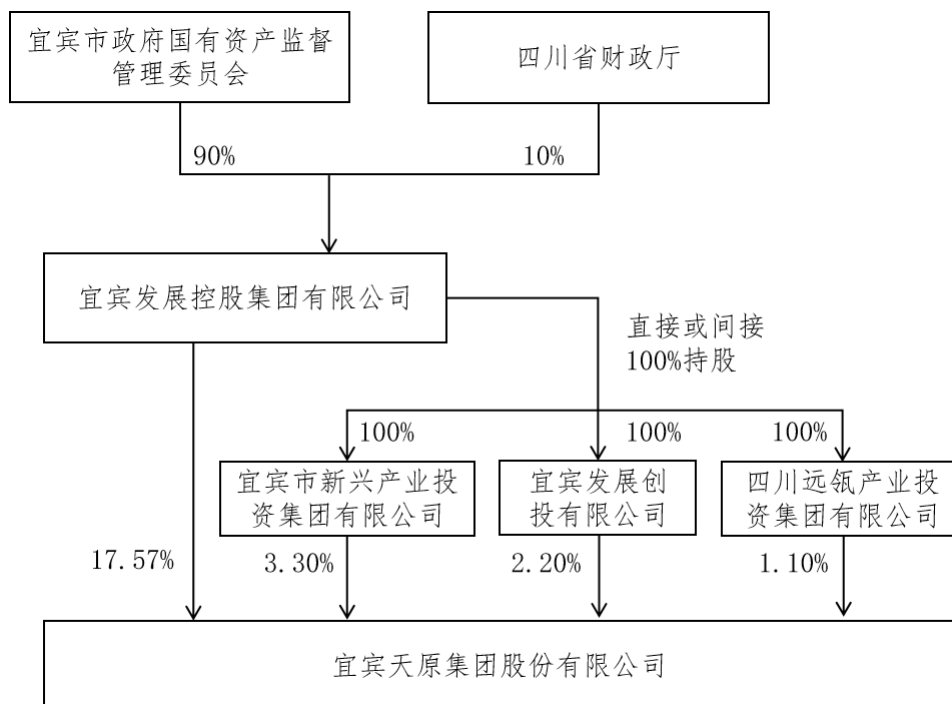 宜宾市政府国有资产监督
管理委员会
四川省财政厅
90%
10%
宜宾发展控股集团有限公司
直接或间接
100%持股
100%
100%
100%
宜宾市新兴产业投
资集团有限公司
宜宾发展创
投有限公司
四川远瓴产业投
资集团有限公司
17.57%
3.30%
2.20%
1.10%
宜宾天原集团股份有限公司